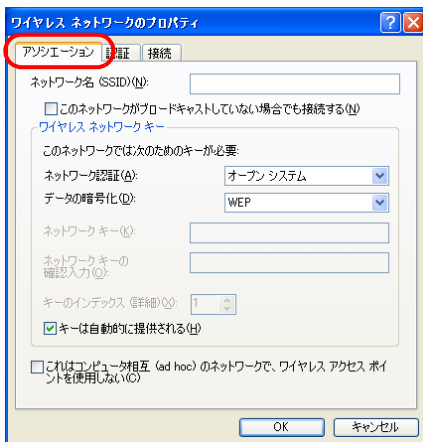 ワイヤレス ネットワークのプロパティ
アソシエーション 認証 接続
ネットワーク名 (SSID)(N):
このネットワークがブロードキャストしていない場合でも接続する(N)
ワイヤレス ネットワーク キー
このネットワークでは次のためのキーが必要:
ネットワーク認証(A): オープン システム
データの暗号化(D): WEP
ネットワーク キー(K):
ネットワーク キーの
確認入力(O):
キーのインデックス (詳細)(X): 1
キーは自動的に提供される(H)
これはコンピュータ相互 (ad hoc) のネットワークで、ワイヤレス アクセス ポイ
ントを使用しない(C)
OK キャンセル